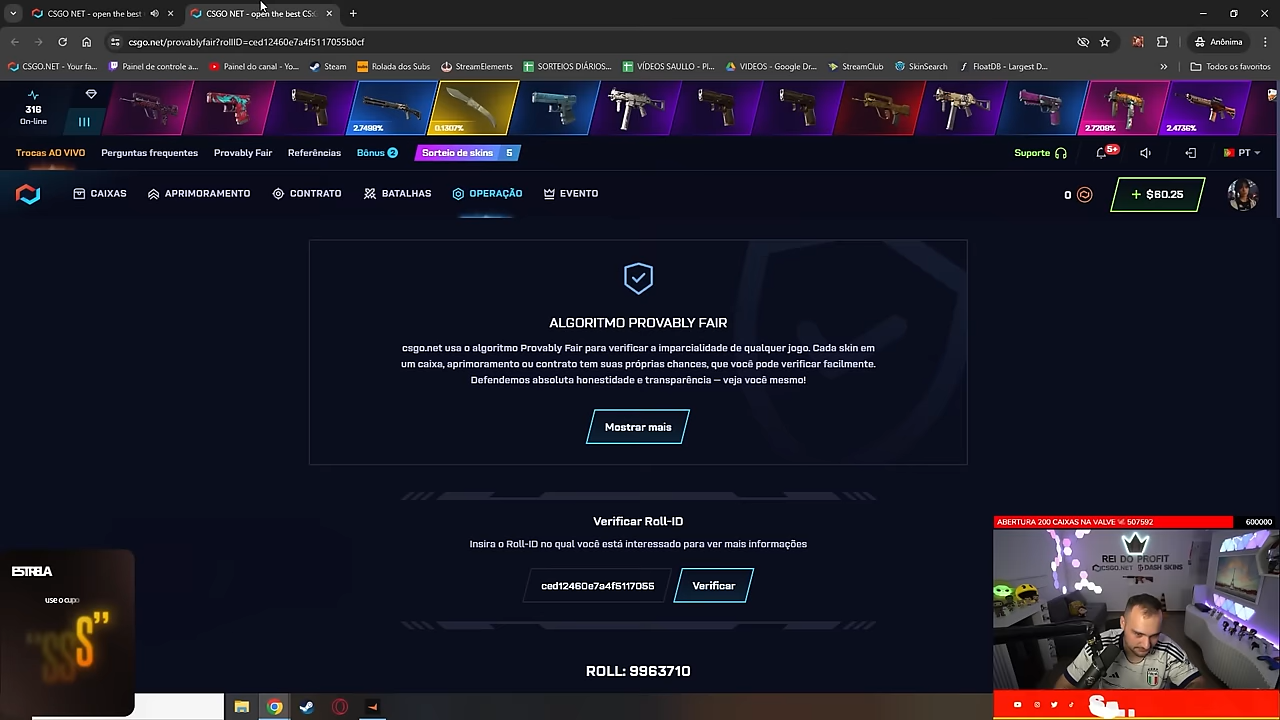 CSGO NET - open the best
CSGO NET - open the best CS:
csgo.net/provablyfair?rollID=ced12460e7a4f5117055b0cf
Anônima
CSGO.NET - Your fa...
Painel de controle a...
Painel do canal - Yo...
Steam
Rolada dos Subs
StreamElements
SORTEIOS DIÁRIOS...
VÍDEOS SAULLO - Pl...
VIDEOS - Google Dr...
StreamClub
SkinSearch
FloatDB - Largest D...
Todos os favoritos
316
On-line
2.7498%
0.1307%
2.7208%
2.4736%
Trocas AO VIVO
Perguntas frequentes
Provably Fair
Referências
Bônus 2
Sorteio de skins 5
Suporte
5+
PT
CAIXAS
APRIMORAMENTO
CONTRATO
BATALHAS
OPERAÇÃO
EVENTO
0
+ $60.25
ALGORITMO PROVABLY FAIR
csgo.net usa o algoritmo Provably Fair para verificar a imparcialidade de qualquer jogo. Cada skin em
um caixa, aprimoramento ou contrato tem suas próprias chances, que você pode verificar facilmente.
Defendemos absoluta honestidade e transparência – veja você mesmo!
Mostrar mais
Verificar Roll-ID
Insira o Roll-ID no qual você está interessado para ver mais informações
ced12460e7a4f5117055
Verificar
ROLL: 9963710
ESTRELA
use o cupo
"SSS"
ABERTURA 200 CAIXAS NA VALVE 507592
600000
REI DO PROFIT
CSGO.NET DASH SKINS